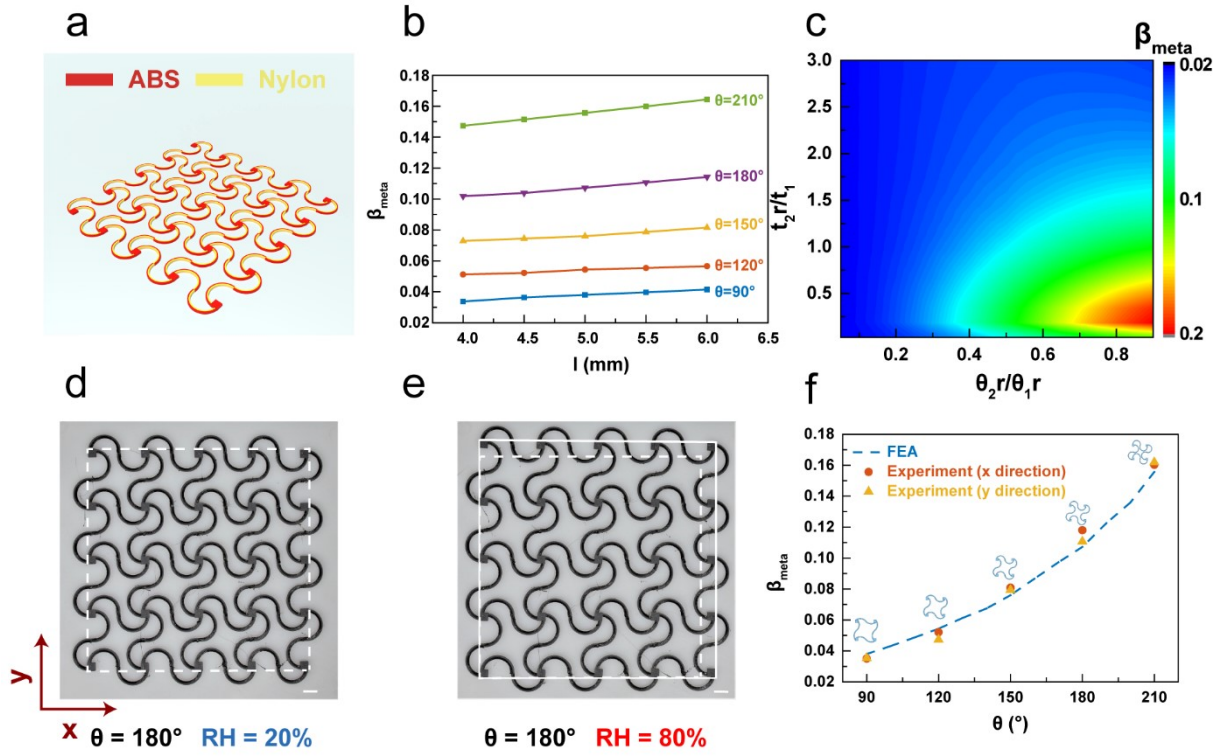 a
ABS Nylon
b
β_meta
0.18
0.16
0.14
0.12
0.10
0.08
0.06
0.04
0.02
θ=210°
θ=180°
θ=150°
θ=120°
θ=90°
4.0 4.5 5.0 5.5 6.0 6.5
l (mm)
c
t₂r/t₁
3.0
2.5
2.0
1.5
1.0
0.5
0.2 0.4 0.6 0.8
θ₂r/θ₁r
β_meta
0.02
0.1
0.2
d
y
x
θ = 180° RH = 20%
e
θ = 180° RH = 80%
f
β_meta
0.18
0.16
0.14
0.12
0.10
0.08
0.06
0.04
0.02
FEA
Experiment (x direction)
Experiment (y direction)
90 120 150 180 210
θ (°)